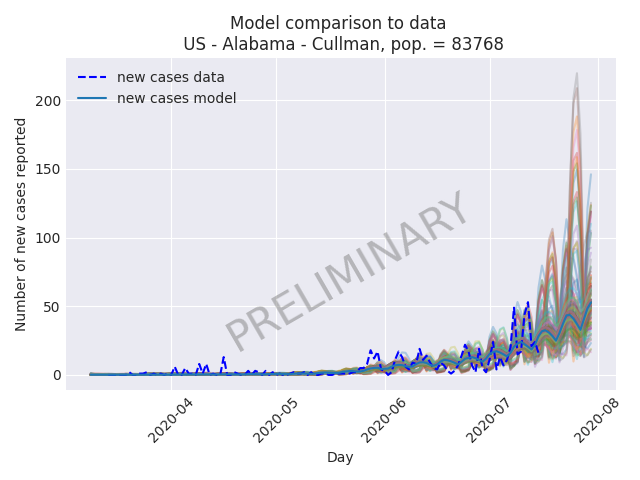 Model comparison to data
US - Alabama - Cullman, pop. = 83768
new cases data
new cases model
Number of new cases reported
200
150
100
50
0
PRELIMINARY
2020-04
2020-05
2020-06
2020-07
2020-08
Day